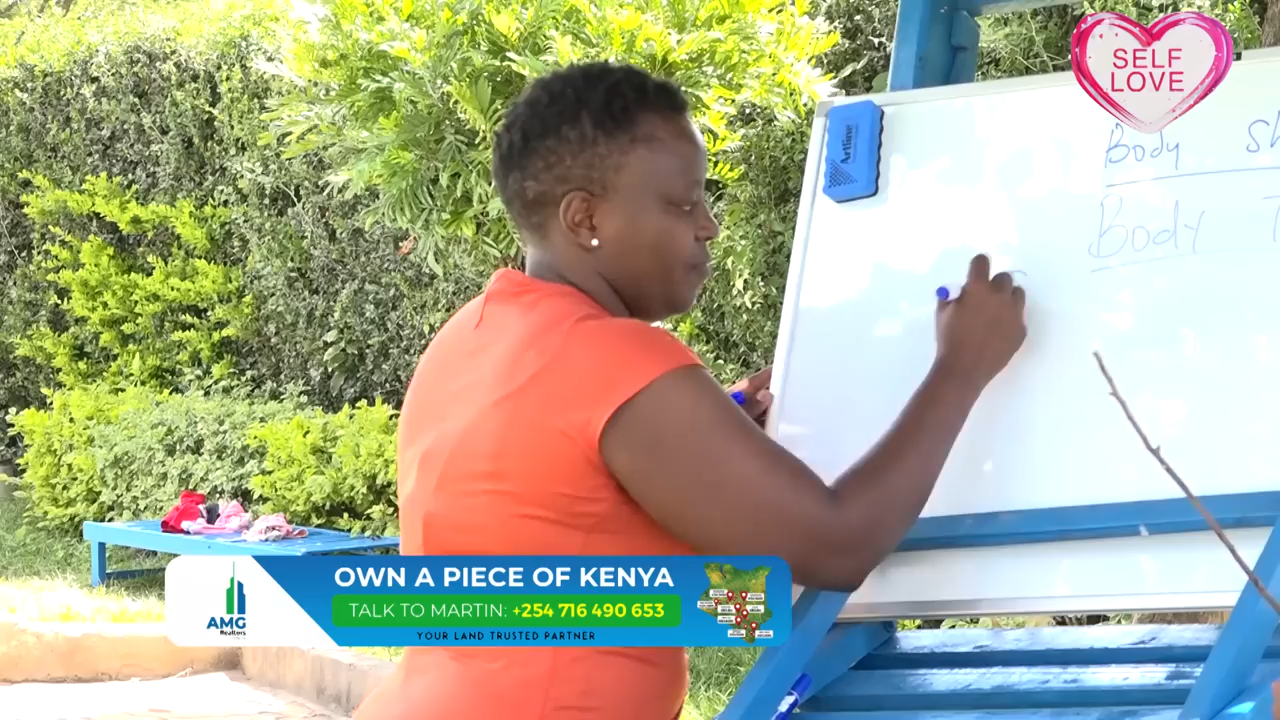 SELF
LOVE
Artline
Body
Body
OWN A PIECE OF KENYA
TALK TO MARTIN: +254 716 490 653
YOUR LAND TRUSTED PARTNER
AMG
Realtors